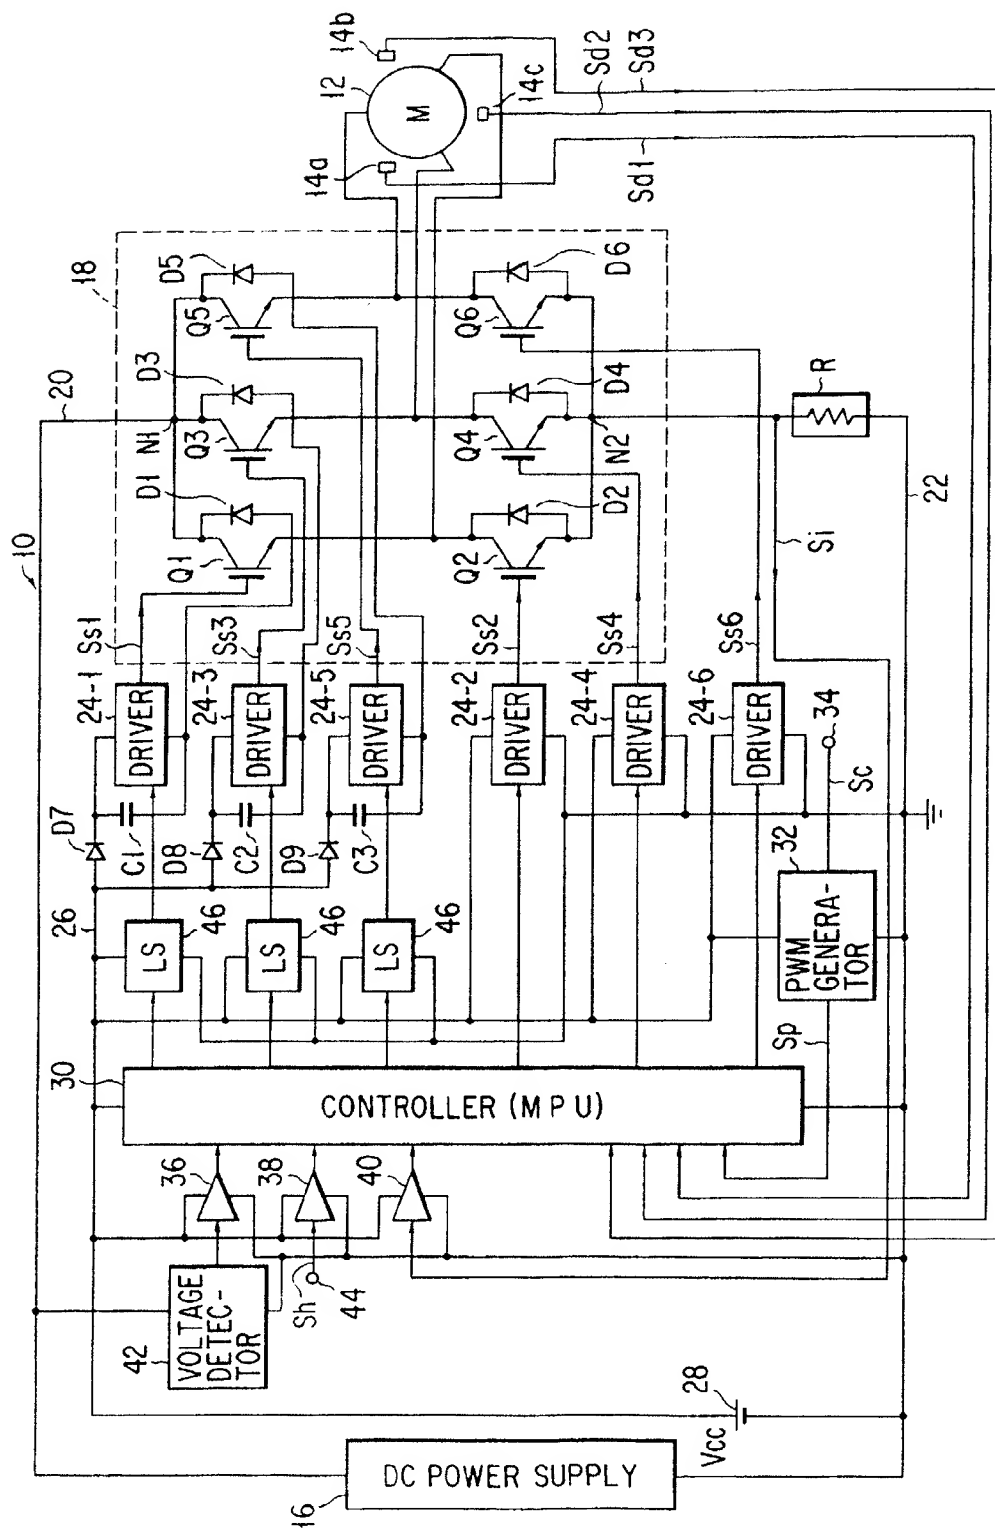 10
20
18
12
14a
14b
14c
N1
D5
Q5
D3
Q3
D1
Q1
D6
Q6
D4
Q4
D2
Q2
N2
R
22
Si
Sd1
Sd2
Sd3
M
Ss1
Ss3
Ss5
Ss2
Ss4
Ss6
24-1
DRIVER
24-3
DRIVER
24-5
DRIVER
24-2
DRIVER
24-4
DRIVER
24-6
DRIVER
D7
C1
D8
C2
D9
C3
26
LS
46
LS
46
LS
46
34
Sc
32
PWM
GENERA-
TOR
Sp
30
CONTROLLER (MPU)
36
38
40
42
VOLTAGE
DETEC-
TOR
Sh
44
28
Vcc
16
DC POWER SUPPLY